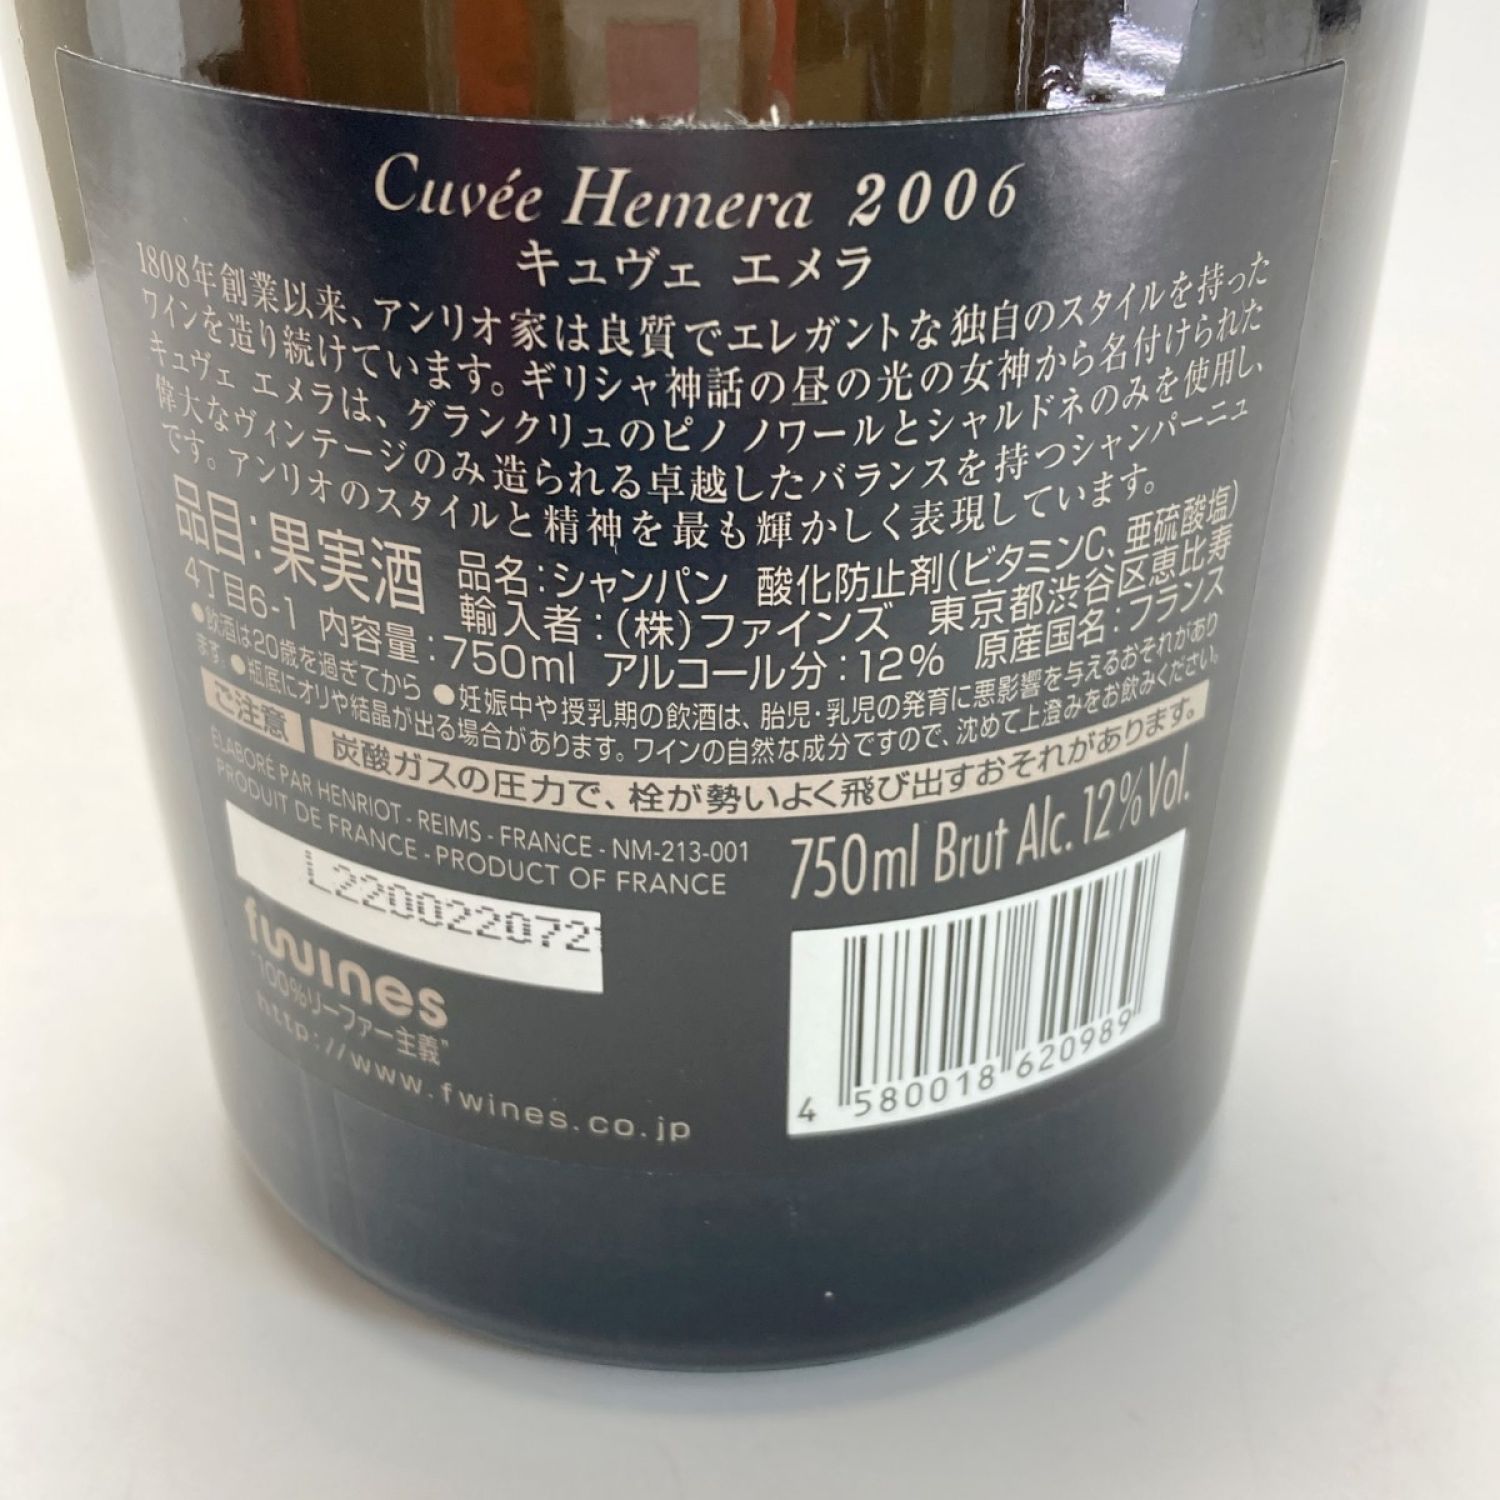 Cuvée Hemera 2006
キュヴェ エメラ
1808年創業以来、アンリオ家は良質でエレガントな独自のスタイルを持った
ワインを造り続けています。ギリシャ神話の昼の光の女神から名付けられた
キュヴェ エメラは、グランクリュのピノ ノワールとシャルドネのみを使用し、
偉大なヴィンテージのみ造られる卓越したバランスを持つシャンパーニュ
です。アンリオのスタイルと精神を最も輝かしく表現しています。
品目:果実酒 品名:シャンパン 酸化防止剤(ビタミンC、亜硫酸塩)
輸入者:(株)ファインズ 東京都渋谷区恵比寿
4丁目6-1 内容量:750ml アルコール分:12% 原産国名:フランス
●飲酒は20歳を過ぎてから ●妊娠中や授乳期の飲酒は、胎児・乳児の発育に悪影響を与えるおそれがあり
ます ●瓶底にオリや結晶が出る場合があります。ワインの自然な成分ですので、沈めて上澄みをお飲みください。
ご注意 炭酸ガスの圧力で、栓が勢いよく飛び出すおそれがあります。
ELABORÉ PAR HENRIOT - REIMS - FRANCE - NM-213-001
PRODUIT DE FRANCE - PRODUCT OF FRANCE
750ml Brut Alc. 12% Vol.
L2200220721
fwines
"100%リーファー主義"
http://www.fwines.co.jp
4 580018 620989